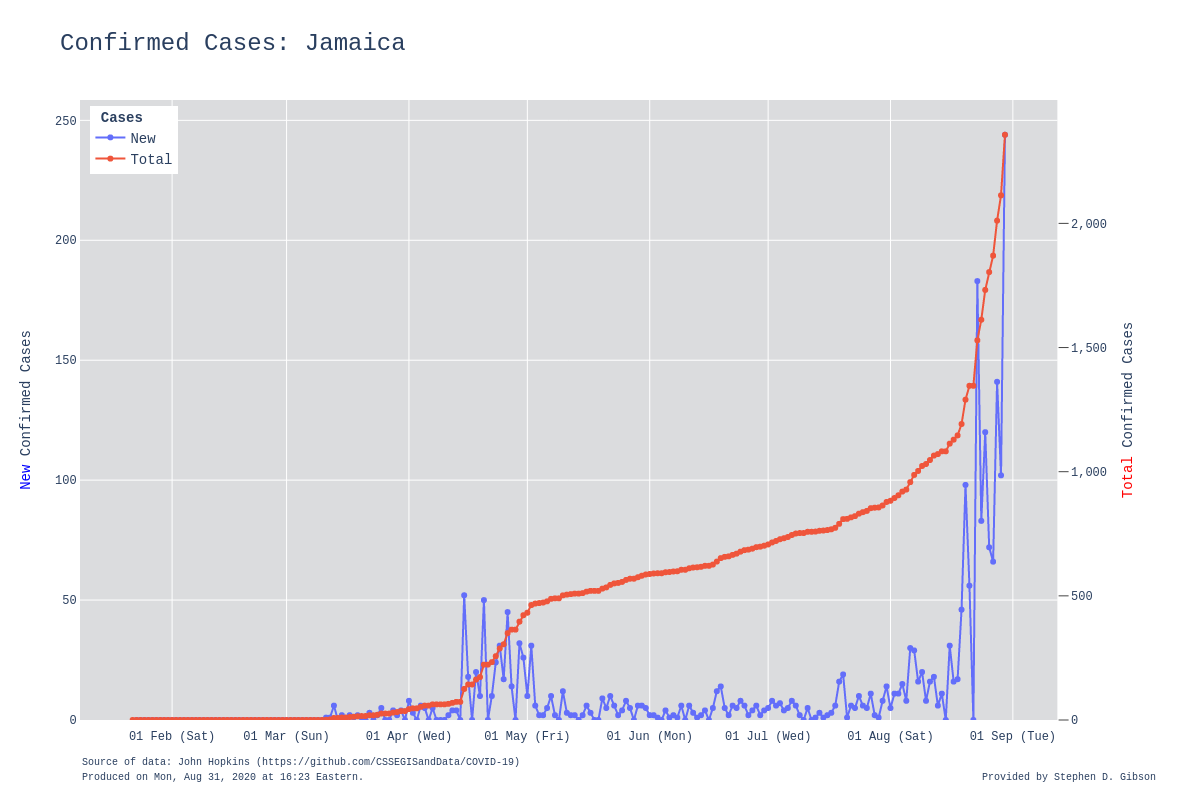 Confirmed Cases: Jamaica
Cases
New
Total
250
200
150
100
50
0
2,000
1,500
1,000
500
0
New Confirmed Cases
Total Confirmed Cases
01 Feb (Sat)
01 Mar (Sun)
01 Apr (Wed)
01 May (Fri)
01 Jun (Mon)
01 Jul (Wed)
01 Aug (Sat)
01 Sep (Tue)
Source of data: John Hopkins (https://github.com/CSSEGISandData/COVID-19)
Produced on Mon, Aug 31, 2020 at 16:23 Eastern.
Provided by Stephen D. Gibson